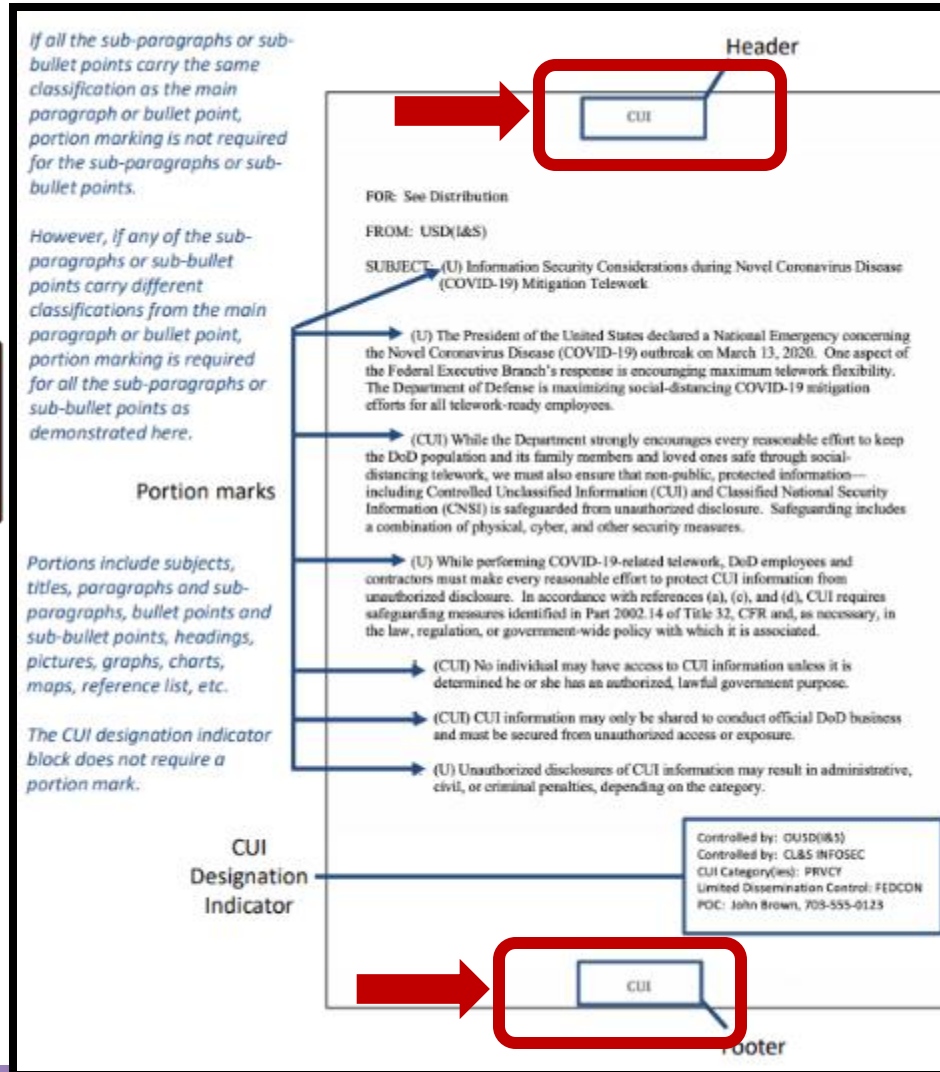 If all the sub-paragraphs or sub-
bullet points carry the same
classification as the main
paragraph or bullet point,
portion marking is not required
for the sub-paragraphs or sub-
bullet points.
However, if any of the sub-
paragraphs or sub-bullet
points carry different
classifications from the main
paragraph or bullet point,
portion marking is required
for all the sub-paragraphs or
sub-bullet points as
demonstrated here.
Portion marks
Portions include subjects,
titles, paragraphs and sub-
paragraphs, bullet points and
sub-bullet points, headings,
pictures, graphs, charts,
maps, reference list, etc.
The CUI designation indicator
block does not require a
portion mark.
CUI
Designation
Indicator
Header
CUI
FOR: See Distribution
FROM: USD(I&S)
SUBJECT: (U) Information Security Considerations during Novel Coronavirus Disease
(COVID-19) Mitigation Telework
(U) The President of the United States declared a National Emergency concerning
the Novel Coronavirus Disease (COVID-19) outbreak on March 13, 2020. One aspect of
the Federal Executive Branch's response is encouraging maximum telework flexibility.
The Department of Defense is maximizing social-distancing COVID-19 mitigation
efforts for all telework-ready employees.
(CUI) While the Department strongly encourages every reasonable effort to keep
the DoD population and its family members and loved ones safe through social-
distancing telework, we must also ensure that non-public, protected information—
including Controlled Unclassified Information (CUI) and Classified National Security
Information (CNSI) is safeguarded from unauthorized disclosure. Safeguarding includes
a combination of physical, cyber, and other security measures.
(U) While performing COVID-19-related telework, DoD employees and
contractors must make every reasonable effort to protect CUI information from
unauthorized disclosure. In accordance with references (a), (c), and (d), CUI requires
safeguarding measures identified in Part 2002.14 of Title 32, CFR and, as necessary, in
the law, regulation, or government-wide policy with which it is associated.
(CUI) No individual may have access to CUI information unless it is
determined he or she has an authorized, lawful government purpose.
(CUI) CUI information may only be shared to conduct official DoD business
and must be secured from unauthorized access or exposure.
(U) Unauthorized disclosures of CUI information may result in administrative,
civil, or criminal penalties, depending on the category.
Controlled by: OUSD(I&S)
Controlled by: CL&S INFOSEC
CUI Category(ies): PRVCY
Limited Dissemination Control: FEDCON
POC: John Brown, 703-555-0123
CUI
Footer